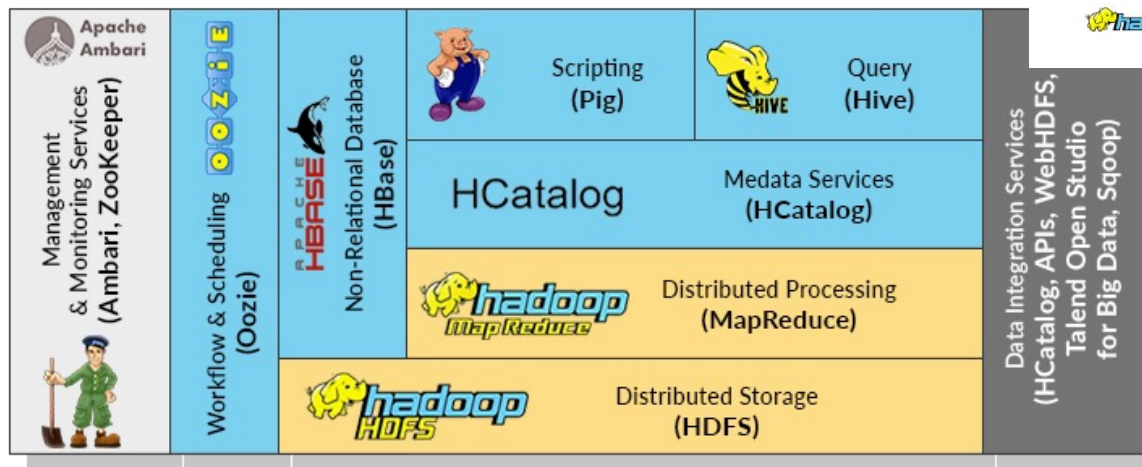 Apache
Ambari
Management
& Monitoring Services
(Ambari, ZooKeeper)
OOZIE
Workflow & Scheduling
(Oozie)
APACHE
HBASE
Non-Relational Database
(HBase)
Scripting
(Pig)
HIVE
Query
(Hive)
HCatalog
Medata Services
(HCatalog)
hadoop
Map Reduce
Distributed Processing
(MapReduce)
hadoop
HDFS
Distributed Storage
(HDFS)
Data Integration Services
(HCatalog, APIs, WebHDFS,
Talend Open Studio
for Big Data, Sqoop)